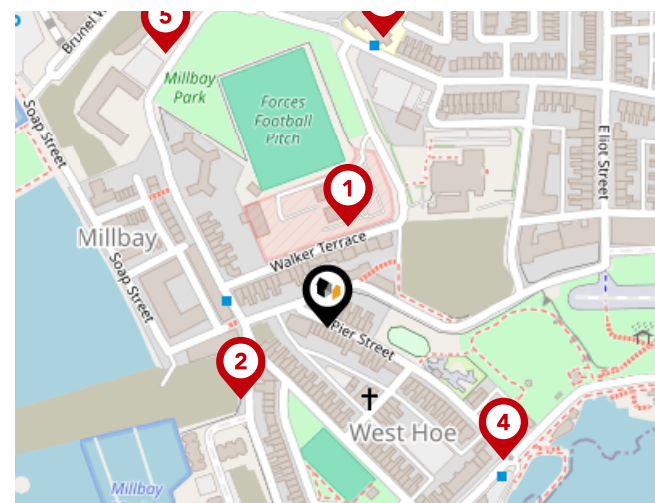 5
Brunel W
Millbay
Park
Forces
Football
Pitch
Soap Street
Eliot Street
1
Millbay
Walker Terrace
Soap Street
Pier Street
2
4
West Hoe
Millbay